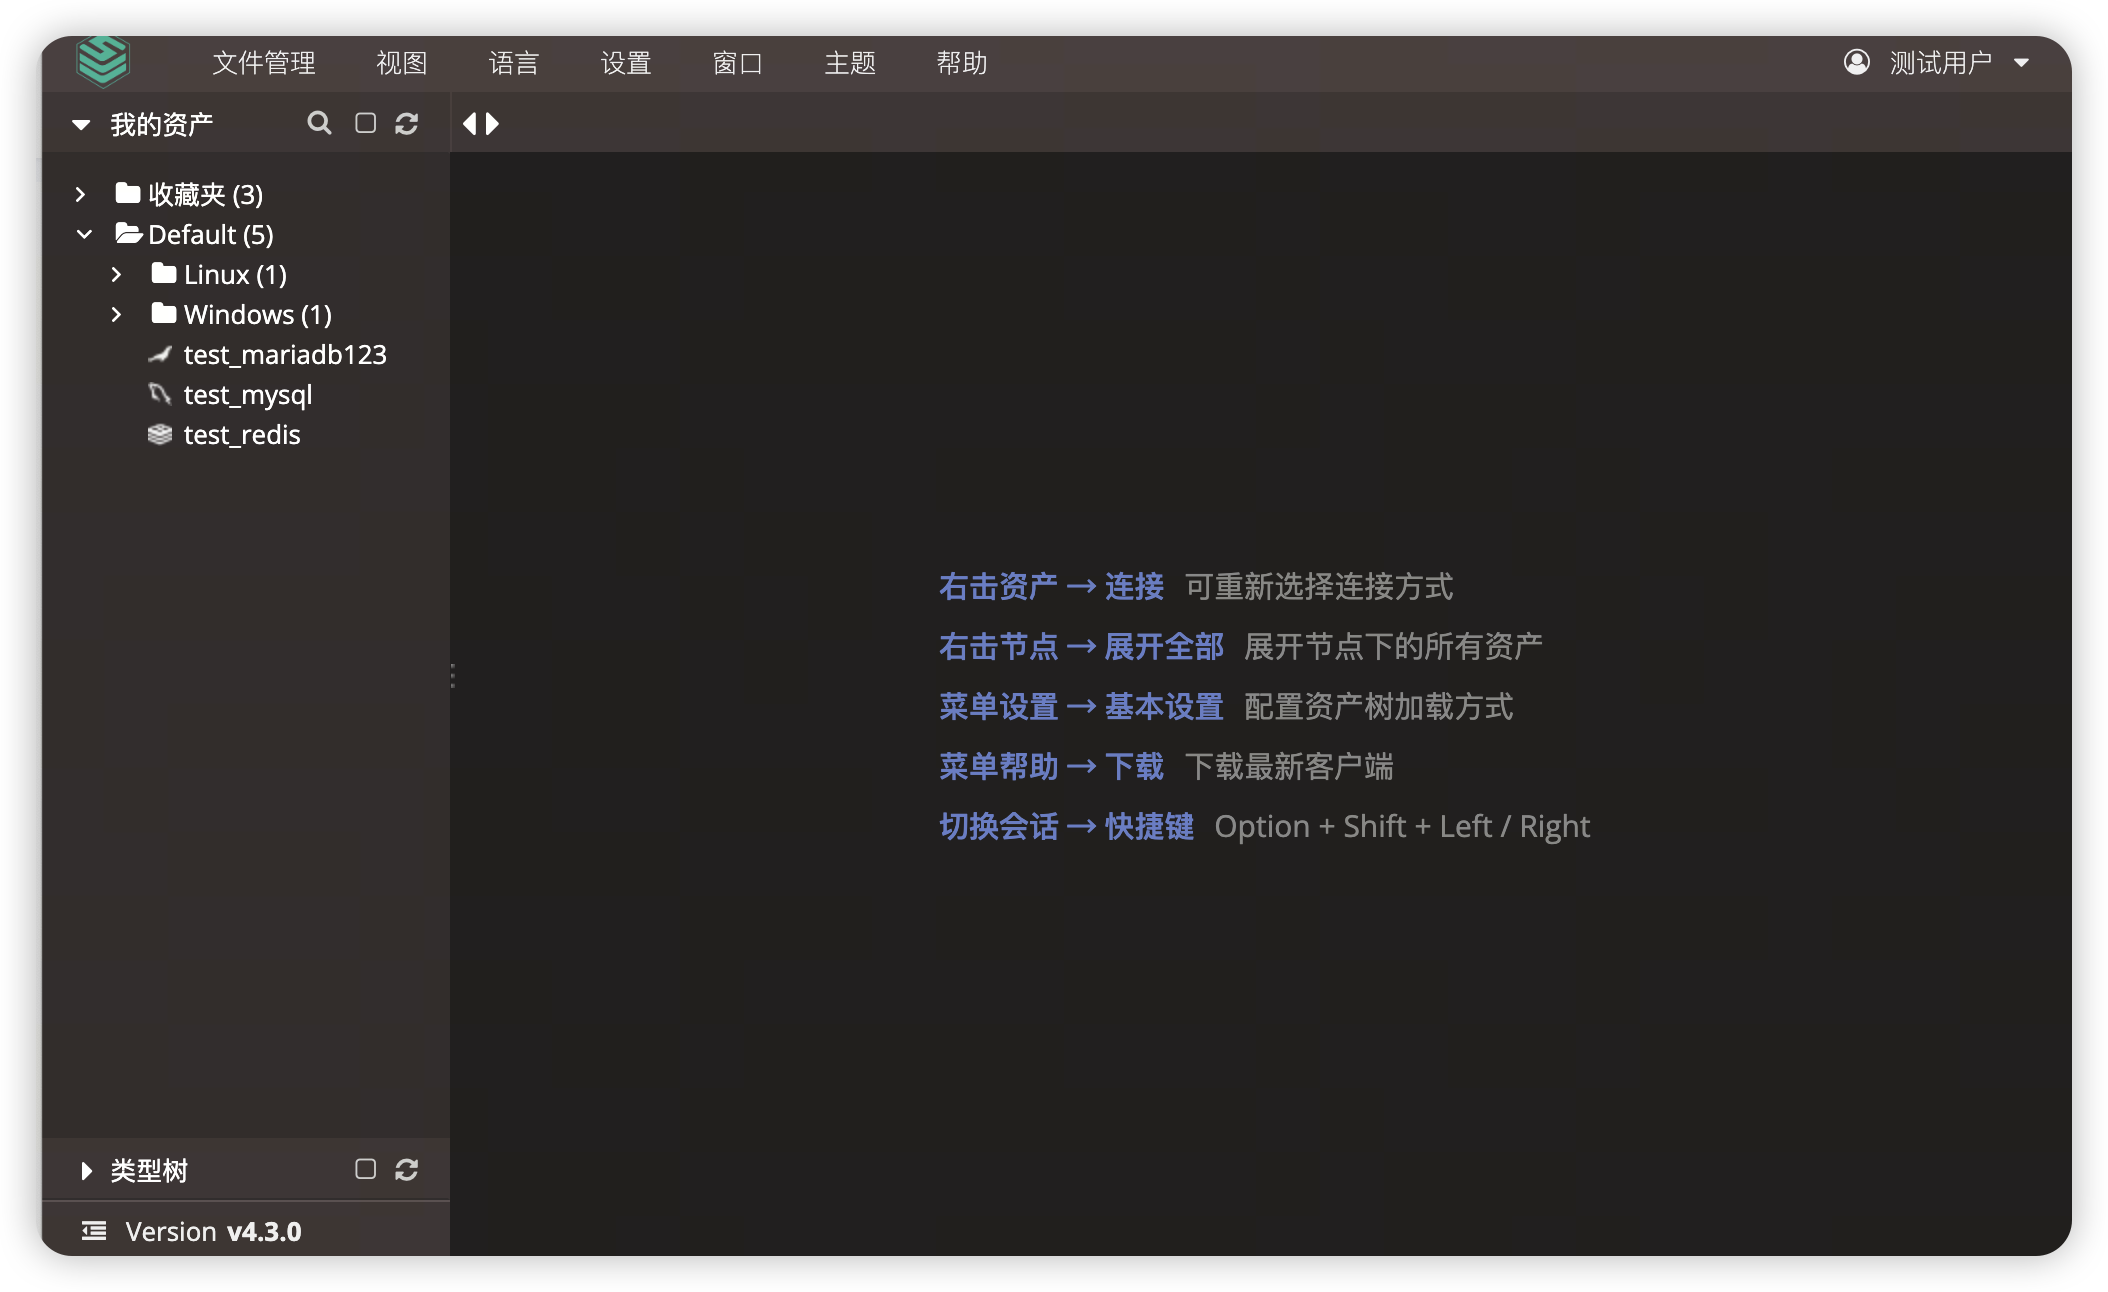 文件管理 视图 语言 设置 窗口 主题 帮助 测试用户
我的资产
收藏夹 (3)
Default (5)
Linux (1)
Windows (1)
test_mariadb123
test_mysql
test_redis
右击资产 → 连接 可重新选择连接方式
右击节点 → 展开全部 展开节点下的所有资产
菜单设置 → 基本设置 配置资产树加载方式
菜单帮助 → 下载 下载最新客户端
切换会话 → 快捷键 Option + Shift + Left / Right
类型树
Version v4.3.0